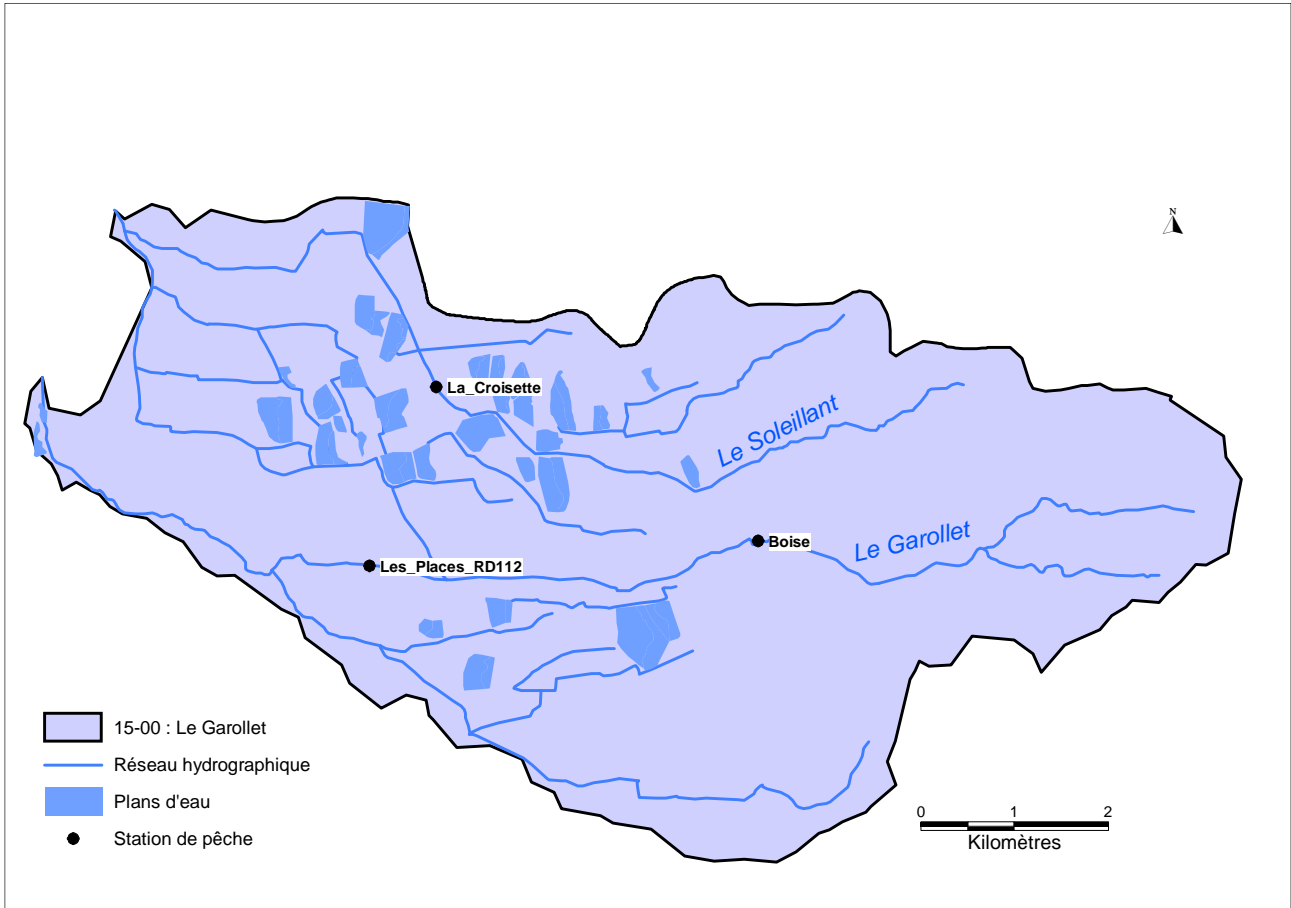 N
La_Croisette
Le Soleillant
Boise
Le Garollet
Les_Places_RD112
15-00 : Le Garollet
Réseau hydrographique
Plans d'eau
Station de pêche
0 1 2
Kilomètres